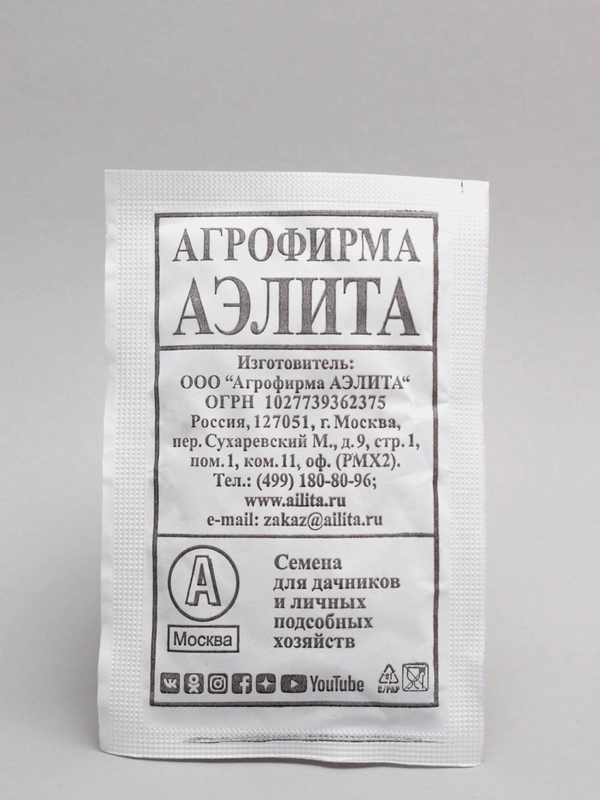 АГРОФИРМА
АЭЛИТА
Изготовитель:
ООО “Агрофирма АЭЛИТА“
ОГРН 1027739362375
Россия, 127051, г. Москва,
пер. Сухаревский М., д. 9, стр. 1,
пом. 1, ком. 11, оф. (РМХ2).
Тел.: (499) 180-80-96;
www.ailita.ru
e-mail: zakaz@ailita.ru
А
Москва
Семена
для дачников
и личных
подсобных
хозяйств
YouTube
C/PAP